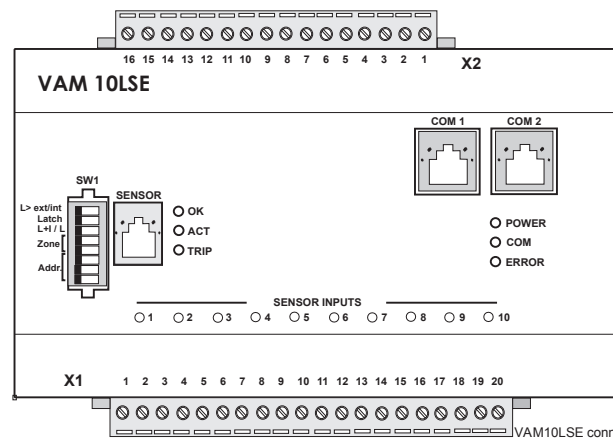 16 15 14 13 12 11 10 9 8 7 6 5 4 3 2 1
X2
VAM 10LSE
COM 1 COM 2
SW1
SENSOR
L> ext/int
Latch
L+I / L
Zone
Addr.
OK
ACT
TRIP
POWER
COM
ERROR
SENSOR INPUTS
1 2 3 4 5 6 7 8 9 10
X1
1 2 3 4 5 6 7 8 9 10 11 12 13 14 15 16 17 18 19 20
VAM10LSE conn